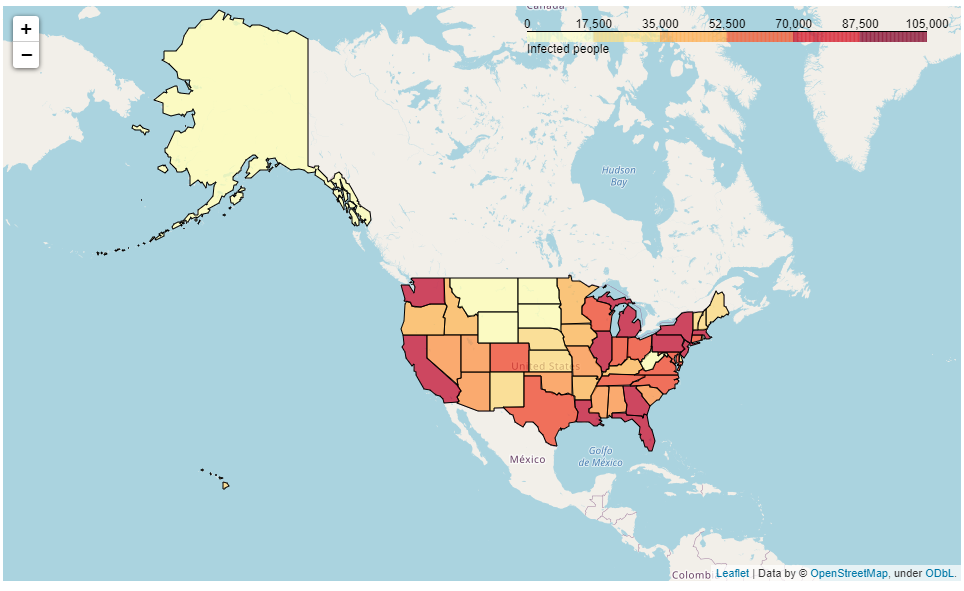 Canada
0 17,500 35,000 52,500 70,000 87,500 105,000
Infected people
+
−
Hudson
Bay
United States
México
Golfo
de México
Colomb
Leaflet | Data by © OpenStreetMap, under ODbL.